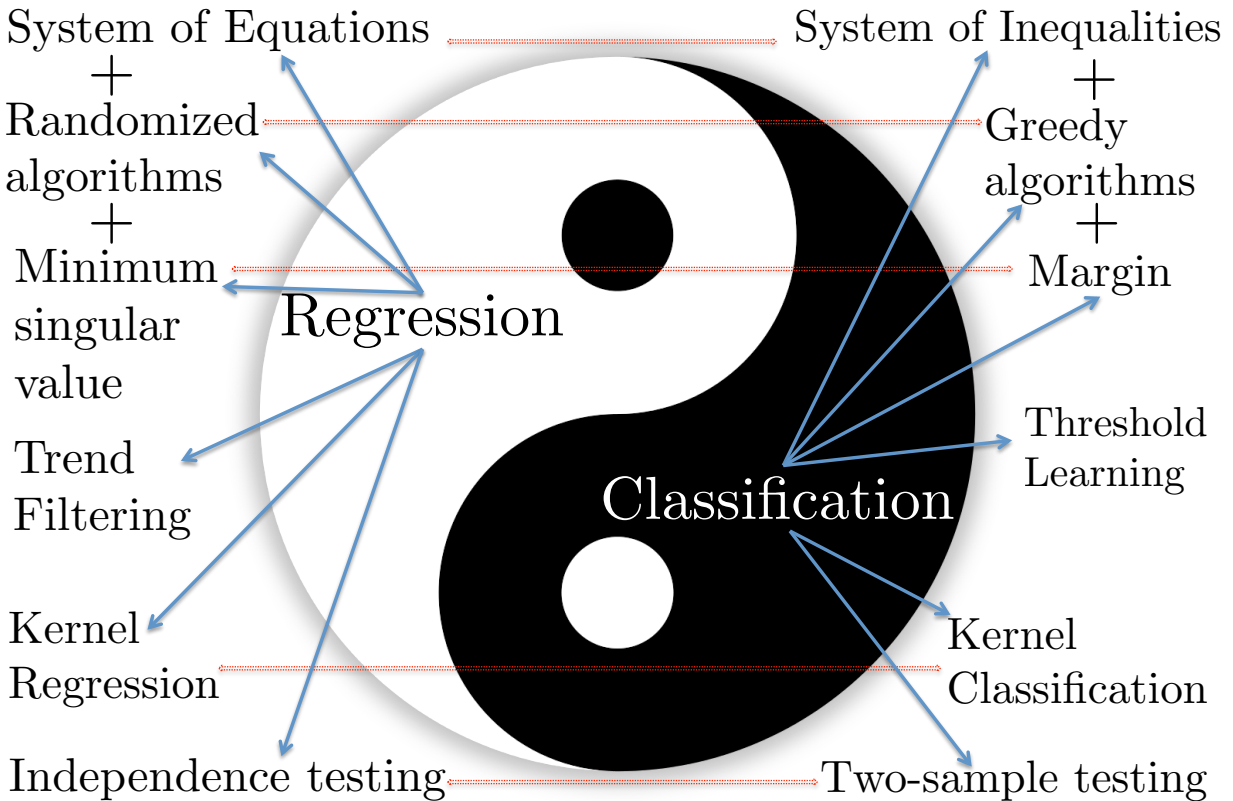 System of Equations
+
Randomized
algorithms
+
Minimum
singular
value
Regression
Trend
Filtering
Kernel
Regression
Independence testing
System of Inequalities
+
Greedy
algorithms
+
Margin
Threshold
Learning
Classification
Kernel
Classification
Two-sample testing